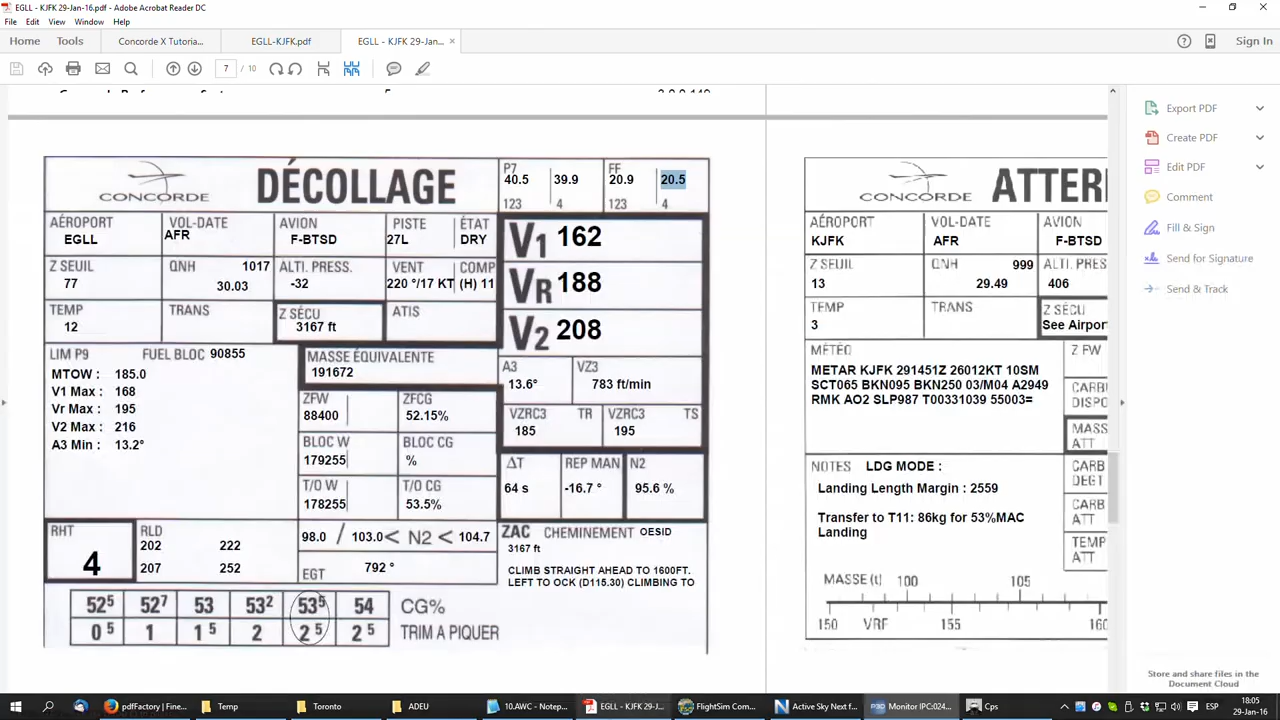 EGLL - KJFK 29-Jan-16.pdf - Adobe Acrobat Reader DC
File Edit View Window Help
Home Tools Concorde X Tutoria... EGLL-KJFK.pdf EGLL - KJFK 29-Jan... × Sign In
7 / 10
CONCORDE
DÉCOLLAGE
P7
40.5 39.9
123 4
FF
20.9 20.5
123 4
AÉROPORT VOL-DATE AVION PISTE ÉTAT
EGLL AFR F-BTSD 27L DRY
Z SEUIL QNH 1017 ALTI. PRESS. VENT COMP
77 30.03 -32 220 °/17 KT (H) 11
TEMP TRANS Z SÉCU ATIS
12 3167 ft
V1 162
VR 188
V2 208
LIM P9 FUEL BLOC 90855
MTOW : 185.0
V1 Max : 168
Vr Max : 195
V2 Max : 216
A3 Min : 13.2°
MASSE ÉQUIVALENTE
191672
ZFW ZFCG
88400 52.15%
BLOC W BLOC CG
179255 %
T/O W T/O CG
178255 53.5%
A3 VZ3
13.6° 783 ft/min
VZRC3 TR VZRC3 TS
185 195
ΔT REP MAN N2
64 s -16.7 ° 95.6 %
RHT
4
RLD
202 222
207 252
98.0 / 103.0 < N2 < 104.7
EGT 792 °
ZAC CHEMINEMENT OESID
3167 ft
CLIMB STRAIGHT AHEAD TO 1600FT.
LEFT TO OCK (D115.30) CLIMBING TO
52⁵ 52⁷ 53 53² 53⁵ 54 CG%
0⁵ 1 1⁵ 2 2⁵ 2⁵ TRIM A PIQUER
CONCORDE
ATTER
AÉROPORT VOL-DATE AVION
KJFK AFR F-BTSD
Z SEUIL QNH 999 ALTI. PRES
13 29.49 406
TEMP TRANS Z SÉCU
3 See Airpor
MÉTÉO
METAR KJFK 291451Z 26012KT 10SM
SCT065 BKN095 BKN250 03/M04 A2949
RMK AO2 SLP987 T00331039 55003=
Z FW
CARBU
DISPO
MASS
ATT
NOTES LDG MODE :
Landing Length Margin : 2559
Transfer to T11: 86kg for 53%MAC
Landing
CARB
DEGT
CARB
ATT
TEMP
ATT
MASSE (t) 100 105
150 VRF 155 160
Export PDF
Create PDF
Edit PDF
Comment
Fill & Sign
Send for Signature
Send & Track
Store and share files in the
Document Cloud
pdfFactory | Fine... Temp Toronto ADEU 10.AWC - Notep... EGLL - KJFK 29-J... FlightSim Com... Active Sky Next f... Monitor IPC:024... Cps ESP
18:05
29-Jan-16